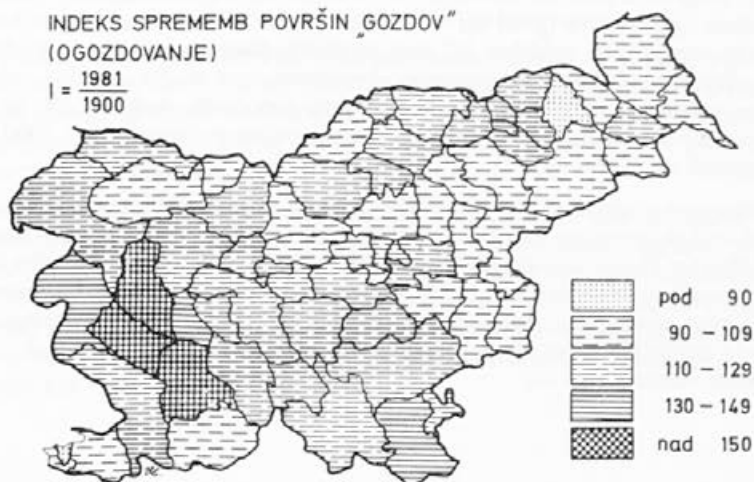 INDEKS SPREMEMB POVRŠIN „GOZDOV“
(OGOZDOVANJE)
I = 1981
1900
pod 90
90 – 109
110 – 129
130 – 149
nad 150